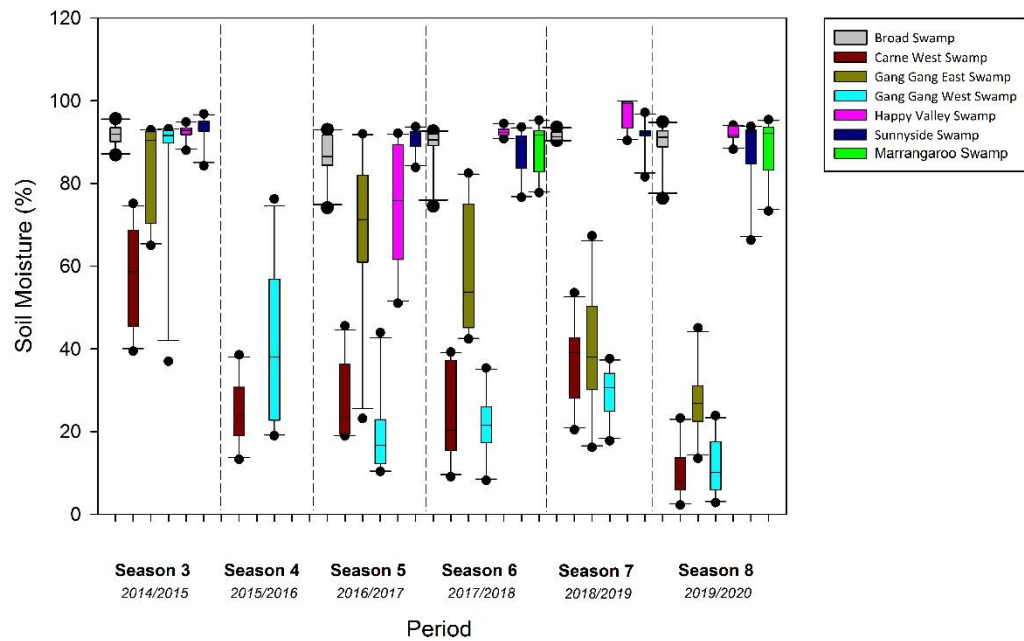 120
100
80
60
40
20
0
Soil Moisture (%)
Broad Swamp
Carne West Swamp
Gang Gang East Swamp
Gang Gang West Swamp
Happy Valley Swamp
Sunnyside Swamp
Marrangaroo Swamp
Season 3 Season 4 Season 5 Season 6 Season 7 Season 8
2014/2015 2015/2016 2016/2017 2017/2018 2018/2019 2019/2020
Period